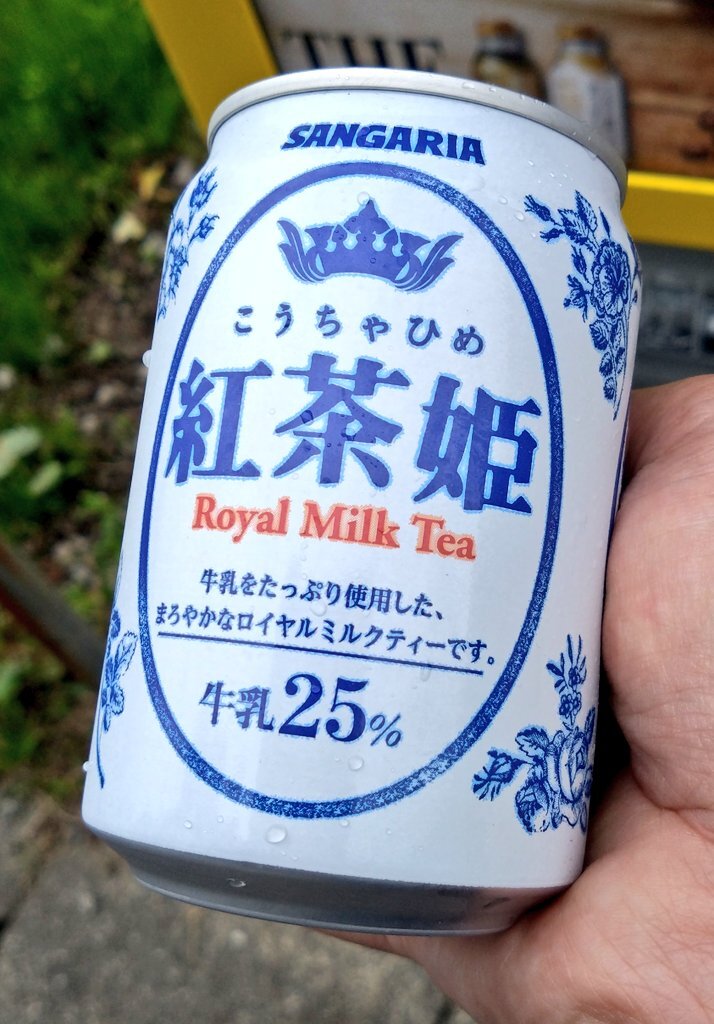 THE
SANGARIA
こうちゃひめ
紅茶姫
Royal Milk Tea
牛乳をたっぷり使用した、
まろやかなロイヤルミルクティーです。
牛乳25%